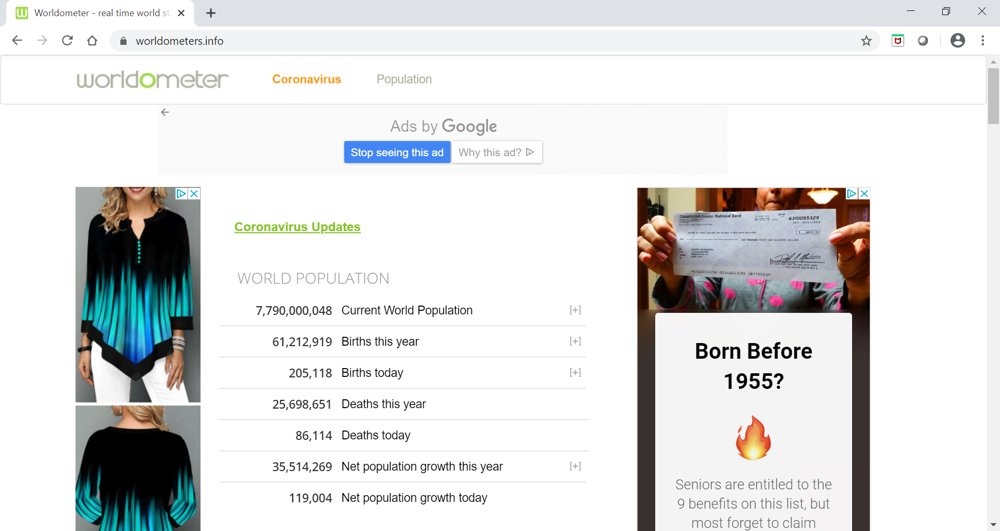 Worldometer - real time world st
worldometers.info
worldometer
Coronavirus
Population
Ads by Google
Stop seeing this ad
Why this ad?
Coronavirus Updates
WORLD POPULATION
7,790,000,048 Current World Population [+]
61,212,919 Births this year [+]
205,118 Births today [+]
25,698,651 Deaths this year
86,114 Deaths today
35,514,269 Net population growth this year [+]
119,004 Net population growth today
National Bank
6310055329
DATE 03/21/2016
Born Before
1955?
Seniors are entitled to the
9 benefits on this list, but
most forget to claim